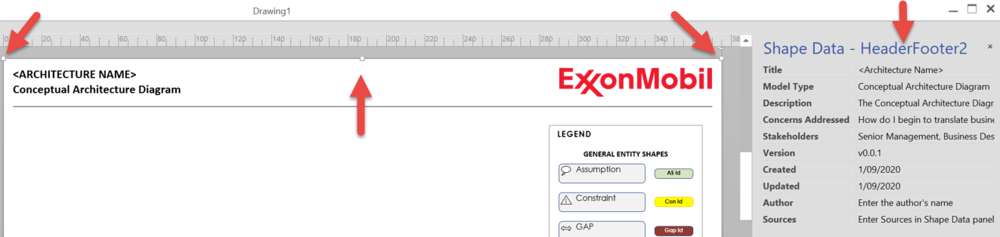 Drawing1
0 20 40 60 80 100 120 140 160 180 200 220 240 260 280 300 320 340 38
<ARCHITECTURE NAME>
Conceptual Architecture Diagram
ExxonMobil
LEGEND
GENERAL ENTITY SHAPES
Assumption AS Id
Constraint Con Id
GAP Gap Id
Shape Data - HeaderFooter2
Title <Architecture Name>
Model Type Conceptual Architecture Diagram
Description The Conceptual Architecture Diagr
Concerns Addressed How do I begin to translate busine
Stakeholders Senior Management, Business Des
Version v0.0.1
Created 1/09/2020
Updated 1/09/2020
Author Enter the author's name
Sources Enter Sources in Shape Data panel